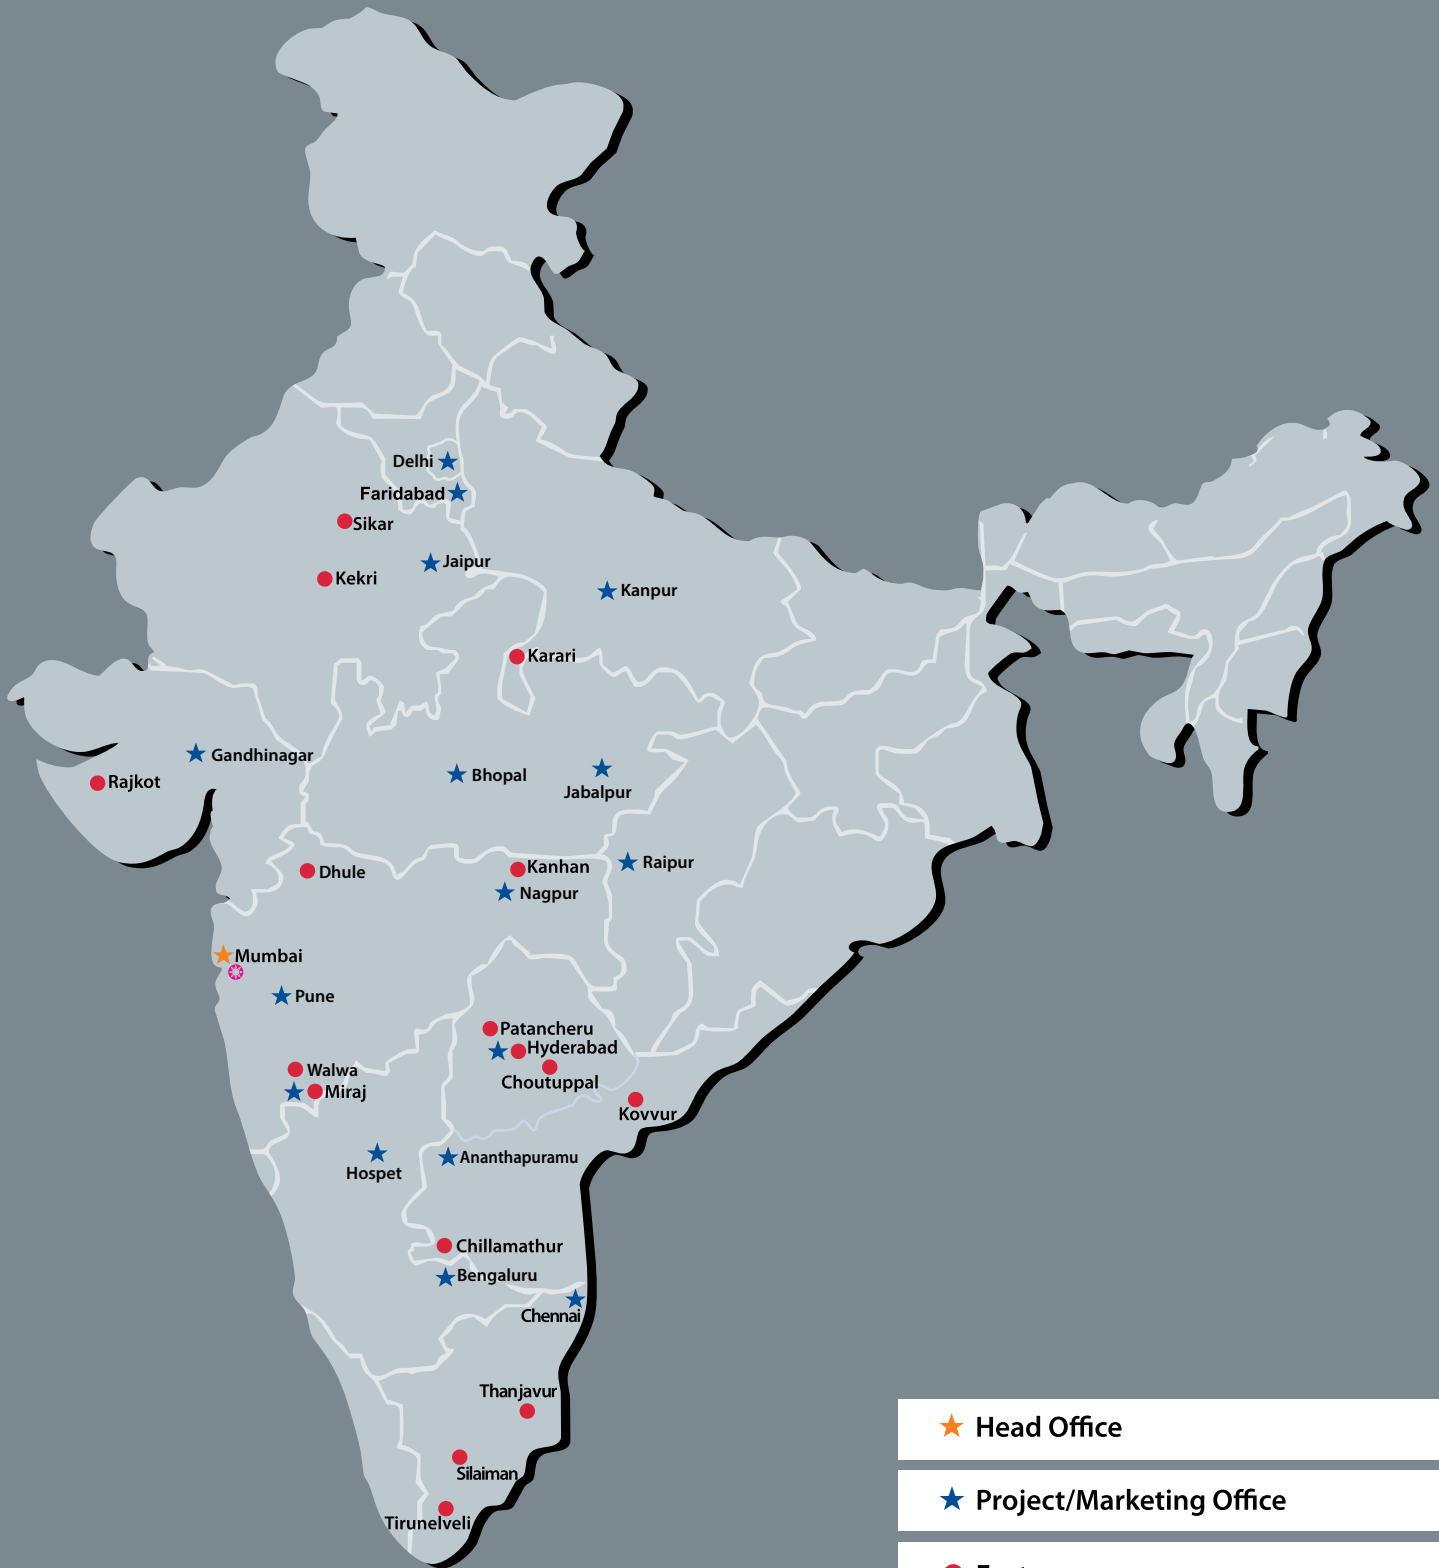 Delhi
Faridabad
Sikar
Jaipur
Kekri
Kanpur
Karari
Gandhinagar
Rajkot
Bhopal
Jabalpur
Dhule
Kanhan
Raipur
Nagpur
Mumbai
Pune
Patancheru
Hyderabad
Choutuppal
Walwa
Miraj
Kovvur
Hospet
Ananthapuramu
Chillamathur
Bengaluru
Chennai
Thanjavur
Silaiman
Tirunelveli
Head Office
Project/Marketing Office